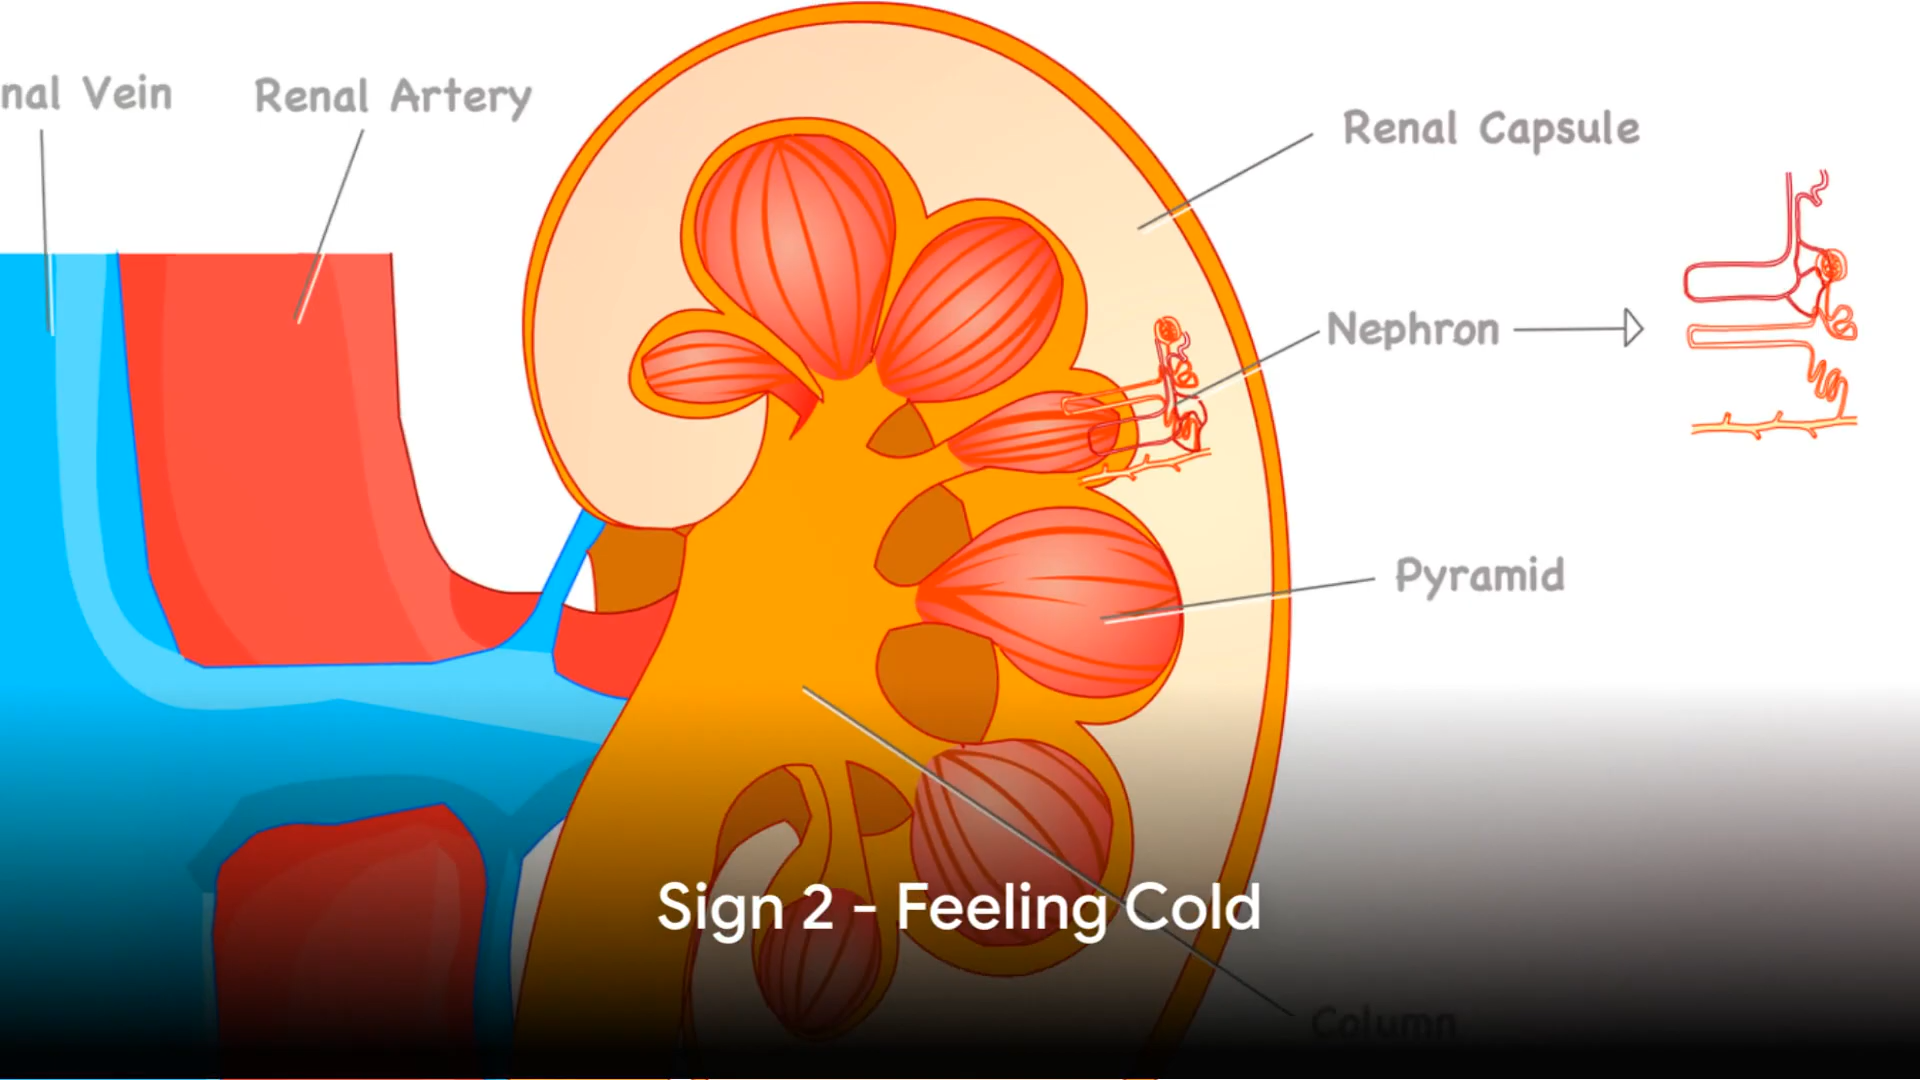 nal Vein
Renal Artery
Renal Capsule
Nephron
Pyramid
Sign 2 - Feeling Cold
Column